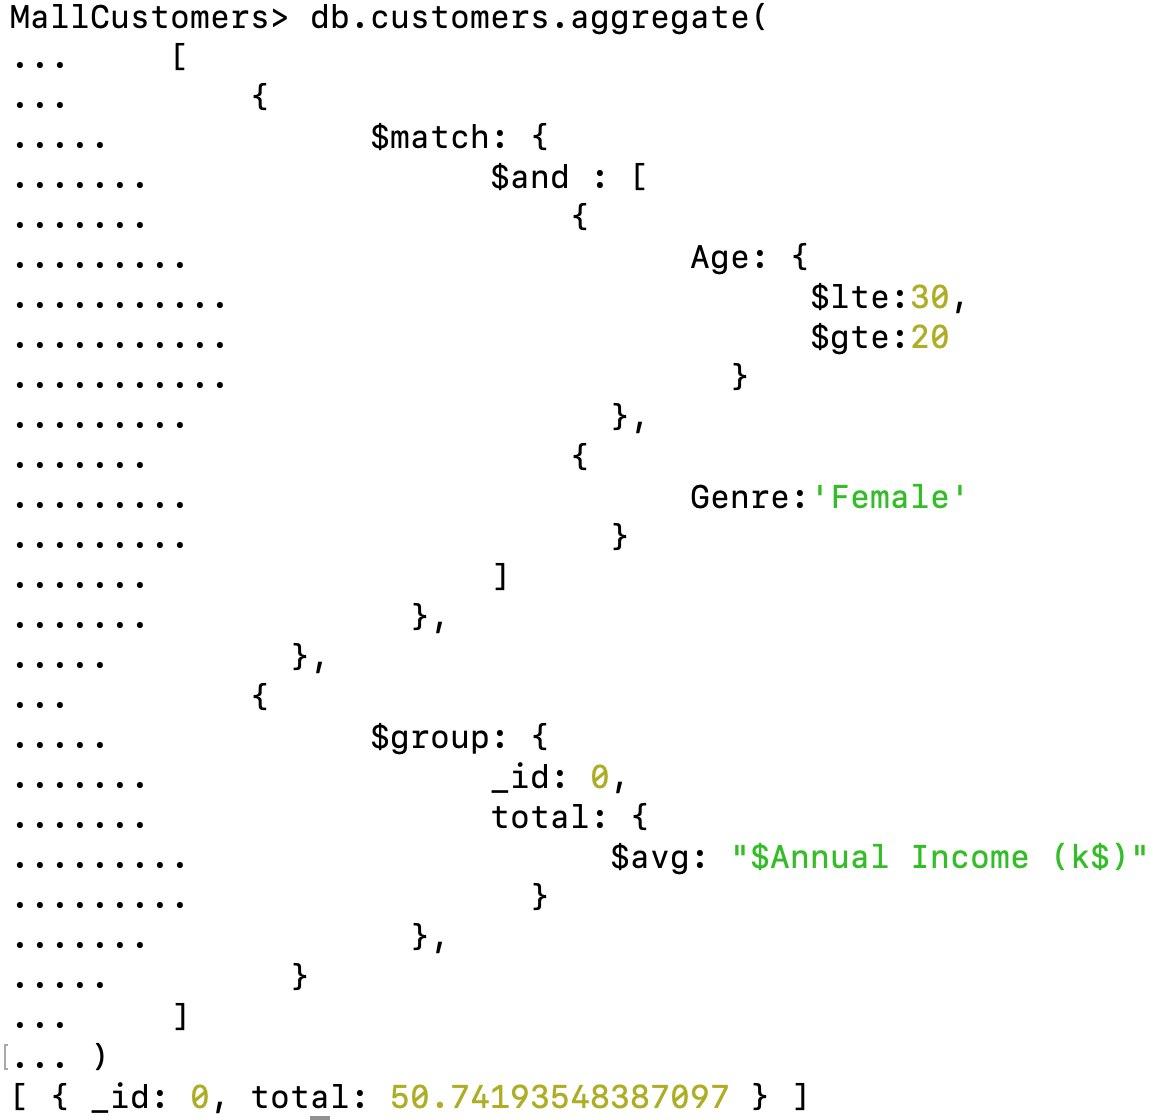 MallCustomers> db.customers.aggregate(
...     [
...         {
.....             $match: {
.......                 $and : [
.......                     {
.........                         Age: {
...........                             $lte:30,
...........                             $gte:20
...........                         }
.........                     },
.......                     {
.........                         Genre:'Female'
.........                     }
.......                 ]
.......             },
.....         },
...         {
.....             $group: {
.......                 _id: 0,
.......                 total: {
.........                     $avg: "$Annual Income (k$)"
.........                 }
.......             },
.....         }
...     ]
[... )
[ { _id: 0, total: 50.74193548387097 } ]